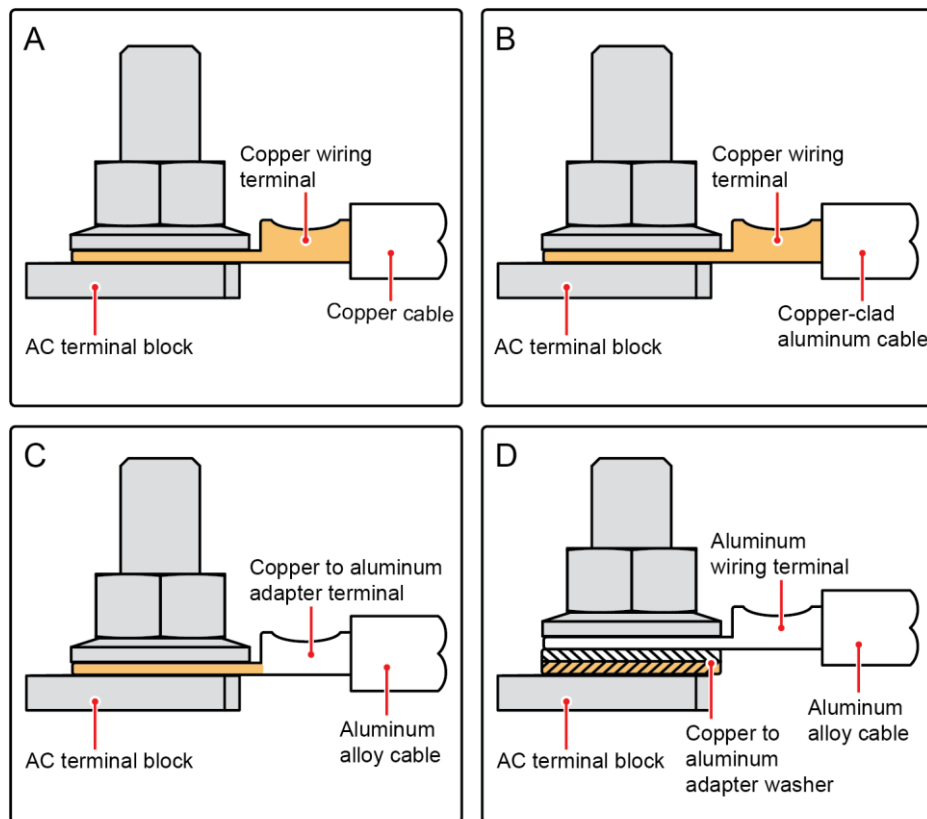 A
Copper wiring
terminal
Copper cable
AC terminal block
B
Copper wiring
terminal
Copper-clad
aluminum cable
AC terminal block
C
Copper to aluminum
adapter terminal
Aluminum
alloy cable
AC terminal block
D
Aluminum
wiring terminal
Aluminum
alloy cable
Copper to
aluminum
adapter washer
AC terminal block